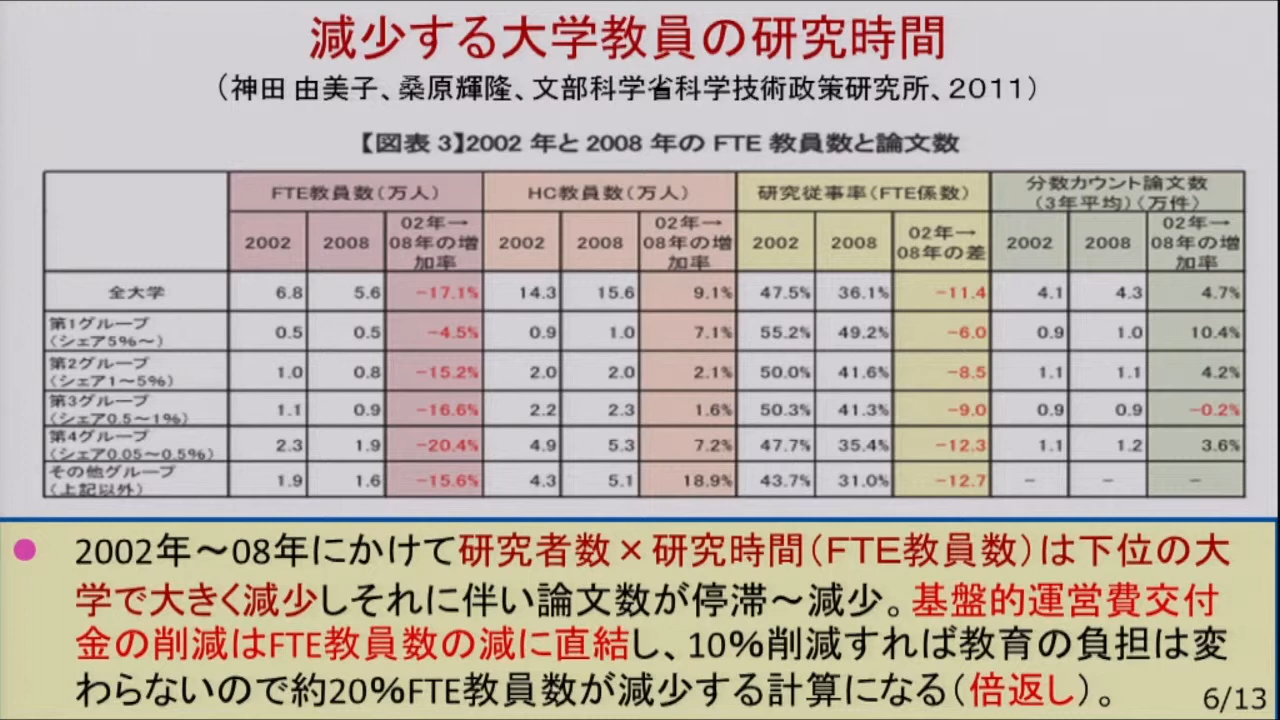 減少する大学教員の研究時間
（神田 由美子、桑原輝隆、文部科学省科学技術政策研究所、２０１１）
【図表 3】2002 年と 2008 年の FTE 教員数と論文数
FTE教員数（万人） HC教員数（万人） 研究従事率（FTE係数） 分数カウント論文数（3年平均）（万件）
2002 2008 02年→08年の増加率 2002 2008 02年→08年の増加率 2002 2008 02年→08年の差 2002 2008 02年→08年の増加率
全大学 6.8 5.6 −17.1% 14.3 15.6 9.1% 47.5% 36.1% −11.4 4.1 4.3 4.7%
第1グループ（シェア5%～） 0.5 0.5 −4.5% 0.9 1.0 7.1% 55.2% 49.2% −6.0 0.9 1.0 10.4%
第2グループ（シェア1～5%） 1.0 0.8 −15.2% 2.0 2.0 2.1% 50.0% 41.6% −8.5 1.1 1.1 4.2%
第3グループ（シェア0.5～1%） 1.1 0.9 −16.6% 2.2 2.3 1.6% 50.3% 41.3% −9.0 0.9 0.9 −0.2%
第4グループ（シェア0.05～0.5%） 2.3 1.9 −20.4% 4.9 5.3 7.2% 47.7% 35.4% −12.3 1.1 1.2 3.6%
その他グループ（上記以外） 1.9 1.6 −15.6% 4.3 5.1 18.9% 43.7% 31.0% −12.7 − − −
● 2002年～08年にかけて研究者数×研究時間（ＦＴＥ教員数）は下位の大
学で大きく減少しそれに伴い論文数が停滞～減少。基盤的運営費交付
金の削減はFTE教員数の減に直結し、10％削減すれば教育の負担は変
わらないので約20％FTE教員数が減少する計算になる（倍返し）。
6/13